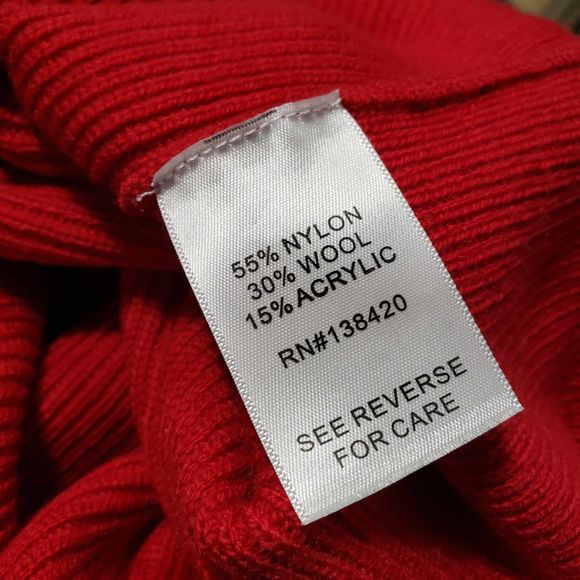 55% NYLON
30% WOOL
15% ACRYLIC
RN#138420
SEE REVERSE
FOR CARE